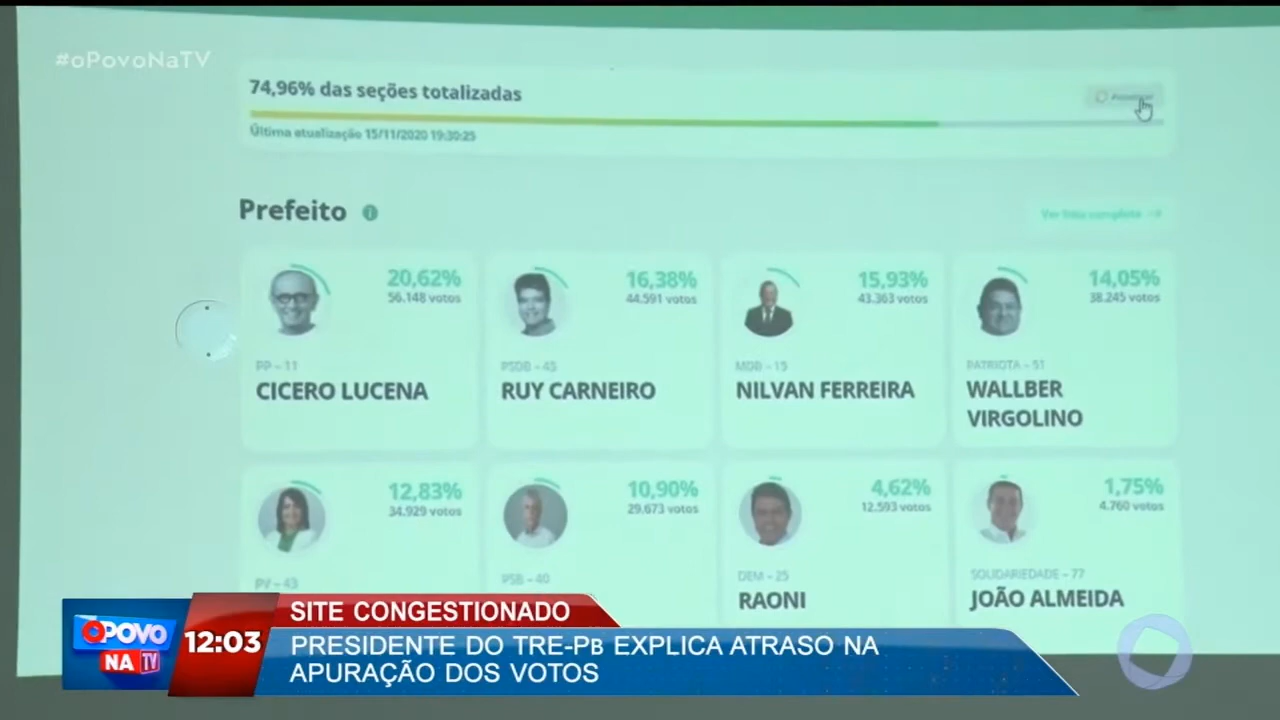 #oPovoNaTV
74,96% das seções totalizadas
Última atualização 15/11/2020 19:30:25
Prefeito
Ver lista completa
20,62%
56.148 votos
PP - 11
CICERO LUCENA
16,38%
44.591 votos
PSDB - 45
RUY CARNEIRO
15,93%
43.363 votos
MDB - 15
NILVAN FERREIRA
14,05%
38.245 votos
PATRIOTA - 51
WALLBER
VIRGOLINO
12,83%
34.929 votos
PV - 43
10,90%
29.673 votos
PSB - 40
4,62%
12.593 votos
DEM - 25
RAONI
1,75%
4.760 votos
SOLIDARIEDADE - 77
JOÃO ALMEIDA
O POVO
NA TV
12:03
SITE CONGESTIONADO
PRESIDENTE DO TRE-PB EXPLICA ATRASO NA
APURAÇÃO DOS VOTOS